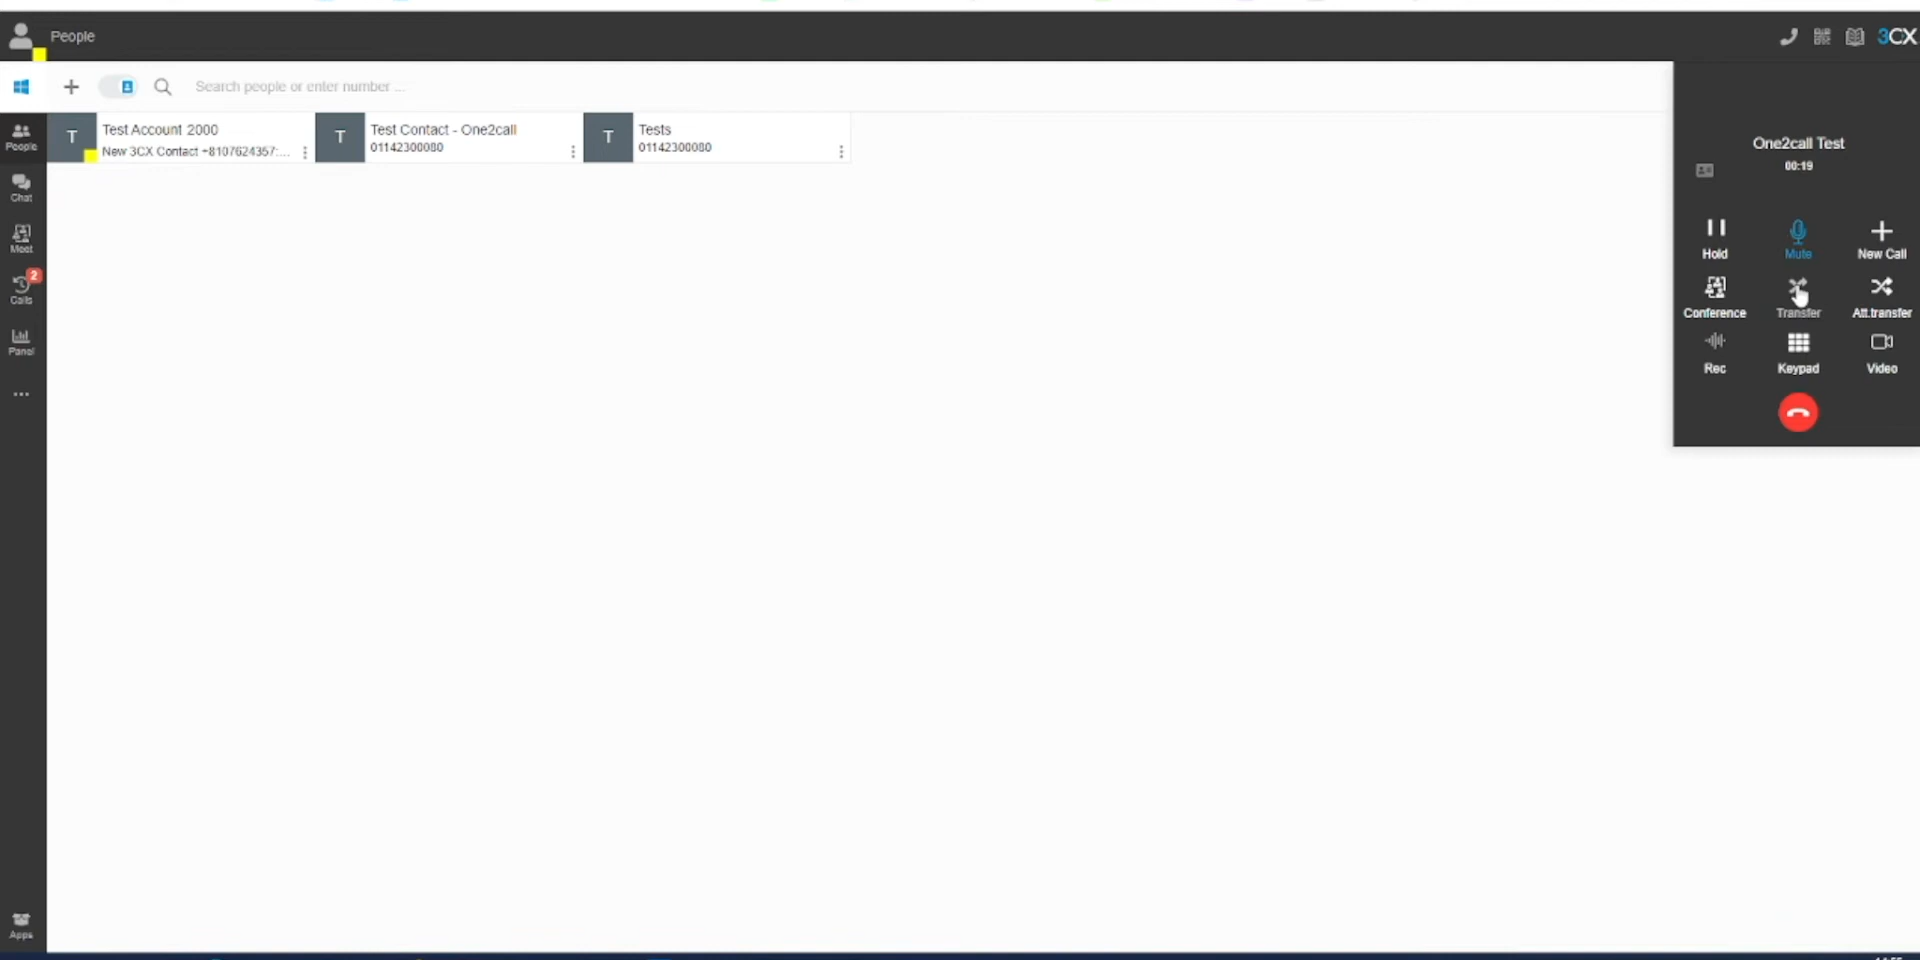 People
3CX
Search people or enter number ...
People
Chat
Meet
2
Calls
Panel
...
Apps
T
Test Account 2000
New 3CX Contact +8107624357:...
T
Test Contact - One2call
01142300080
T
Tests
01142300080
One2call Test
00:19
Hold
Mute
New Call
Conference
Transfer
Att.transfer
Rec
Keypad
Video